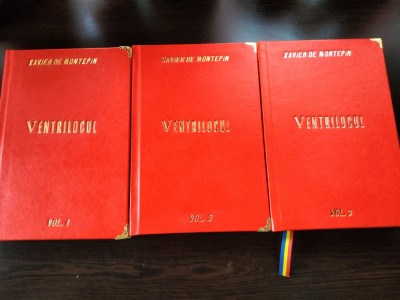 XAVIER DE MONTEPIN
VENTRILOCUL
VOL. 1
XAVIER DE MONTEPIN
VENTRILOCUL
VOL. 2
XAVIER DE MONTEPIN
VENTRILOCUL
VOL. 3